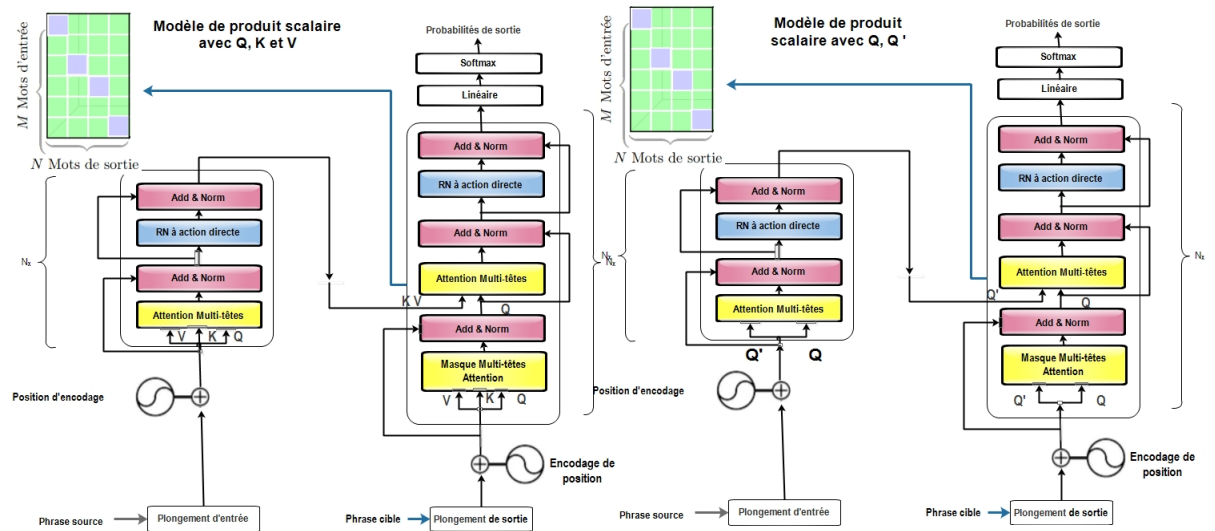 Modèle de produit scalaire
avec Q, K et V
M Mots d'entrée
N Mots de sortie
Probabilités de sortie
Softmax
Linéaire
Add & Norm
RN à action directe
Add & Norm
Attention Multi-têtes
K V
Q
Add & Norm
Masque Multi-têtes
Attention
V K Q
Nx
Add & Norm
RN à action directe
Add & Norm
Attention Multi-têtes
V K Q
Nx
Position d'encodage
Encodage de
position
Phrase source
Plongement d'entrée
Phrase cible
Plongement de sortie
Modèle de produit
scalaire avec Q, Q '
M Mots d'entrée
N Mots de sortie
Probabilités de sortie
Softmax
Linéaire
Add & Norm
RN à action directe
Add & Norm
Attention Multi-têtes
Q'
Q
Add & Norm
Masque Multi-têtes
Attention
Q' Q
Nx
Add & Norm
RN à action directe
Add & Norm
Attention Multi-têtes
Q' Q
Nx
Position d'encodage
Encodage de
position
Phrase source
Plongement d'entrée
Phrase cible
Plongement de sortie